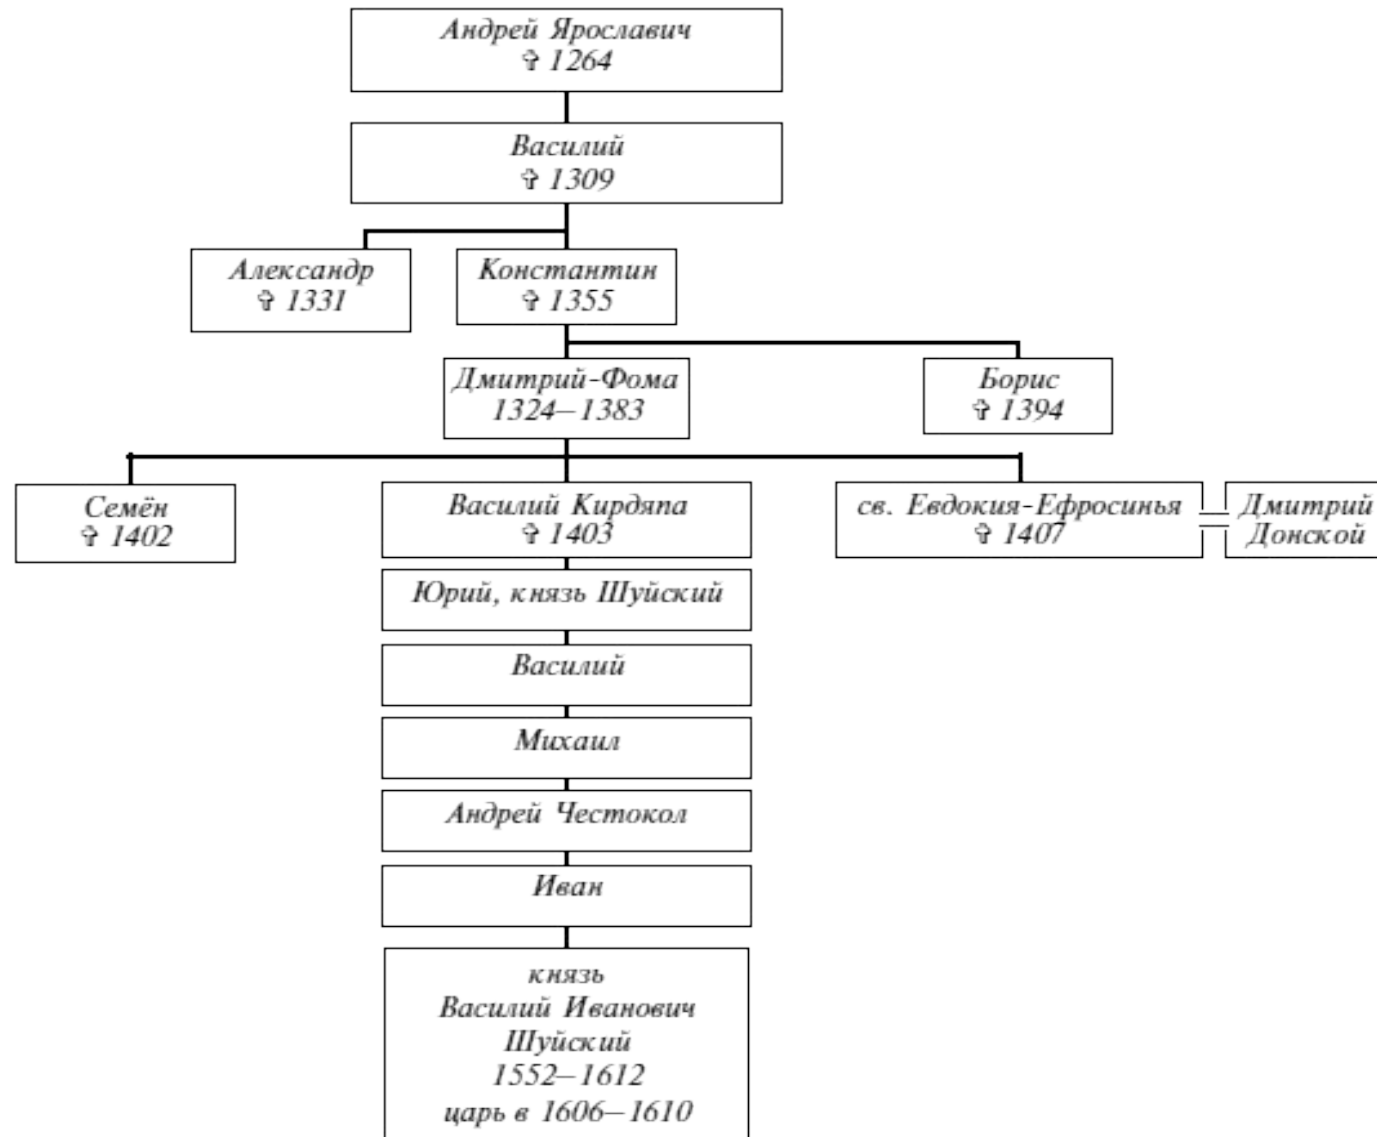 Андрей Ярославич
✞ 1264
Василий
✞ 1309
Александр
✞ 1331
Константин
✞ 1355
Дмитрий-Фома
1324–1383
Борис
✞ 1394
Семён
✞ 1402
Василий Кирдяпа
✞ 1403
св. Евдокия-Ефросинья
✞ 1407
Дмитрий
Донской
Юрий, князь Шуйский
Василий
Михаил
Андрей Честокол
Иван
князь
Василий Иванович
Шуйский
1552–1612
царь в 1606–1610